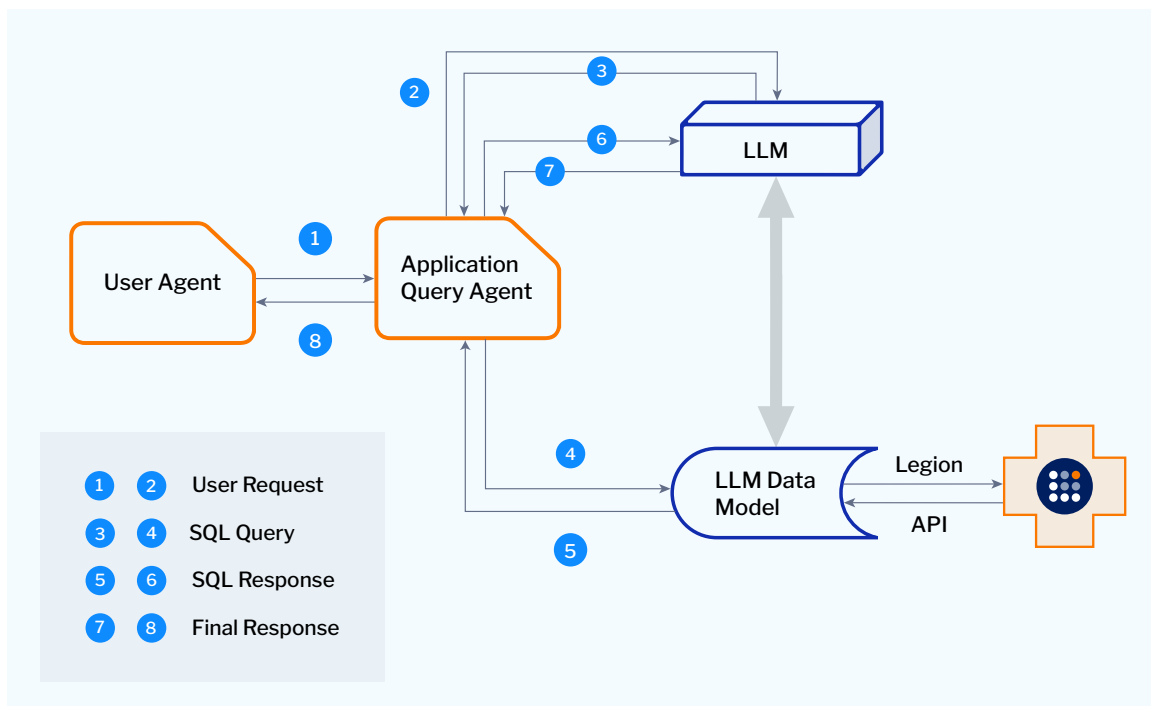 2
3
LLM
6
7
1
User Agent
Application
Query Agent
8
4
LLM Data
Model
Legion
API
5
1 2 User Request
3 4 SQL Query
5 6 SQL Response
7 8 Final Response